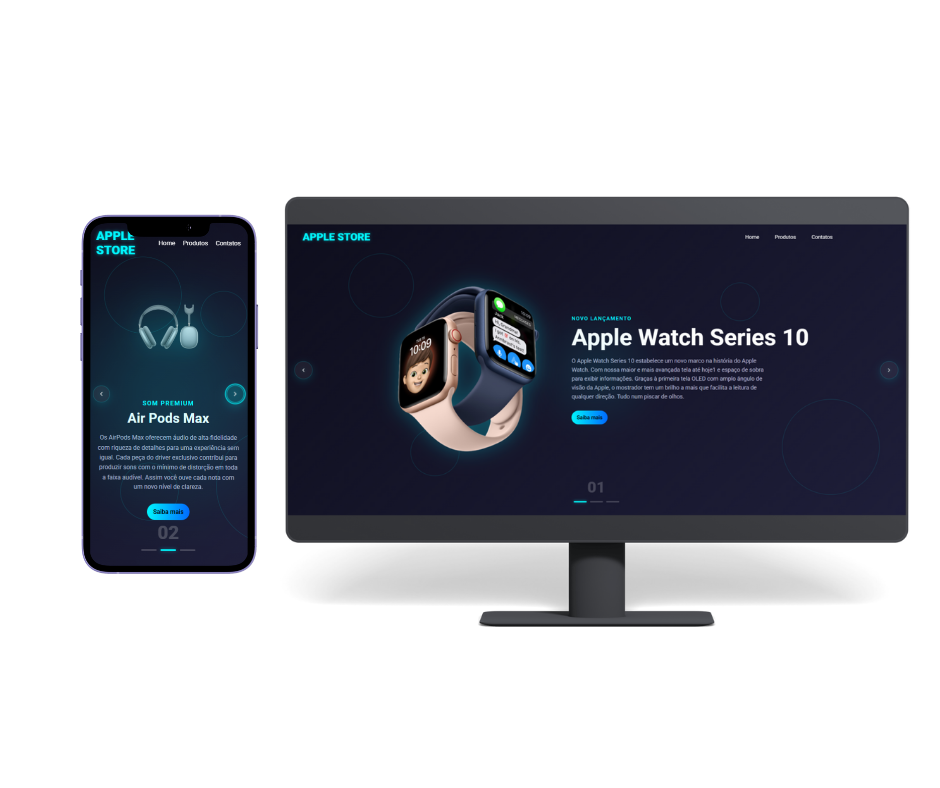 APPLE
STORE
Home Produtos Contatos
SOM PREMIUM
Air Pods Max
Os AirPods Max oferecem áudio de alta fidelidade
com riqueza de detalhes para uma experiência sem
igual. Cada peça do driver exclusivo contribui para
produzir sons com o mínimo de distorção em toda
a faixa audível. Assim você ouve cada nota com
um novo nível de clareza.
Saiba mais
02
APPLE STORE
Home Produtos Contatos
10:09
NOVO LANÇAMENTO
Apple Watch Series 10
O Apple Watch Series 10 estabelece um novo marco na história do Apple
Watch. Com nossa maior e mais avançada tela até hoje1 e espaço de sobra
para exibir informações. Graças à primeira tela OLED com amplo ângulo de
visão da Apple, o mostrador tem um brilho a mais que facilita a leitura de
qualquer direção. Tudo num piscar de olhos.
Saiba mais
01